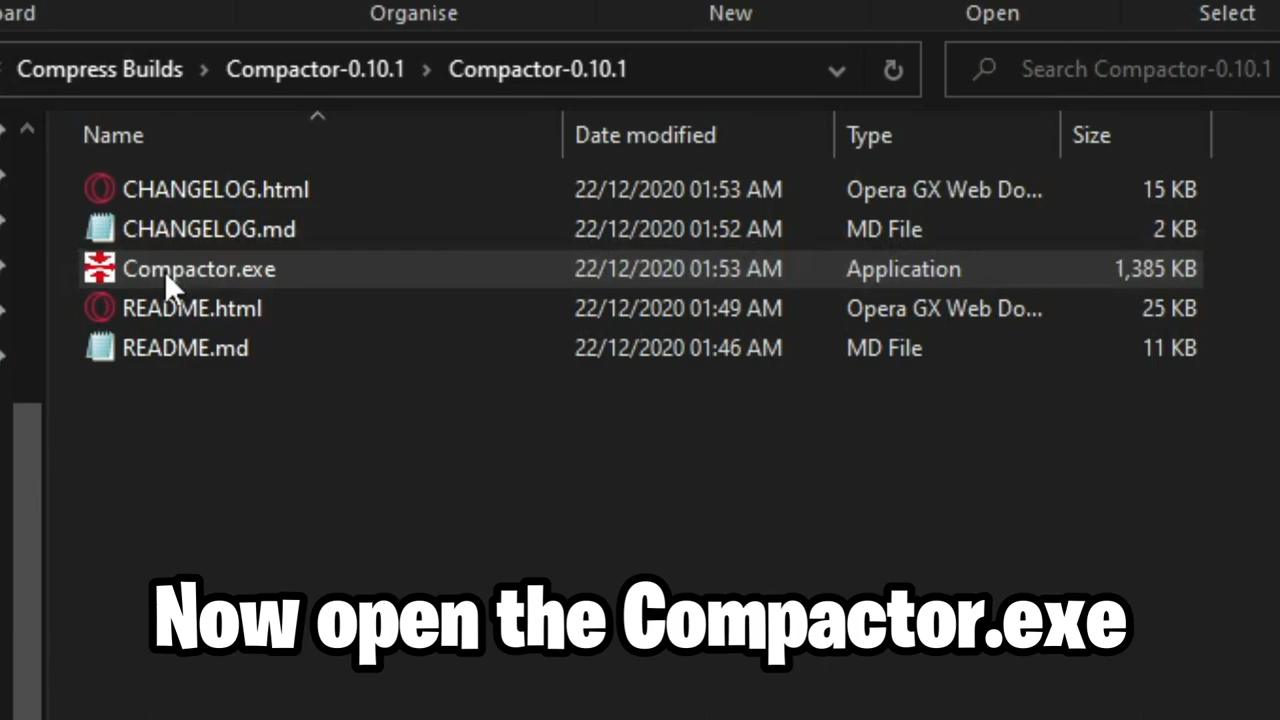 ard Organise New Open Select
Compress Builds > Compactor-0.10.1 > Compactor-0.10.1 Search Compactor-0.10.1
Name Date modified Type Size
CHANGELOG.html 22/12/2020 01:53 AM Opera GX Web Do... 15 KB
CHANGELOG.md 22/12/2020 01:52 AM MD File 2 KB
Compactor.exe 22/12/2020 01:53 AM Application 1,385 KB
README.html 22/12/2020 01:49 AM Opera GX Web Do... 25 KB
README.md 22/12/2020 01:46 AM MD File 11 KB
Now open the Compactor.exe